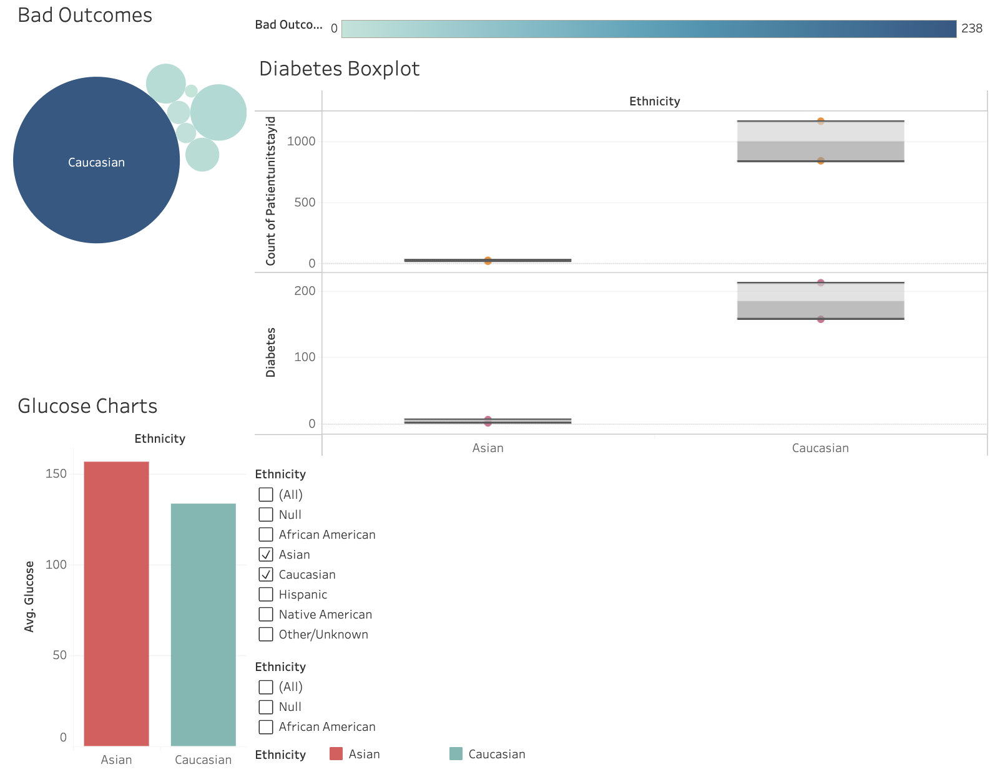 Bad Outcomes
Bad Outco... 0 238
Caucasian
Diabetes Boxplot
Ethnicity
Count of Patientunitstayid
1000
500
0
Diabetes
200
100
0
Asian Caucasian
Glucose Charts
Ethnicity
Avg. Glucose
150
100
50
0
Asian Caucasian
Ethnicity
(All)
Null
African American
Asian
Caucasian
Hispanic
Native American
Other/Unknown
Ethnicity
(All)
Null
African American
Ethnicity Asian Caucasian